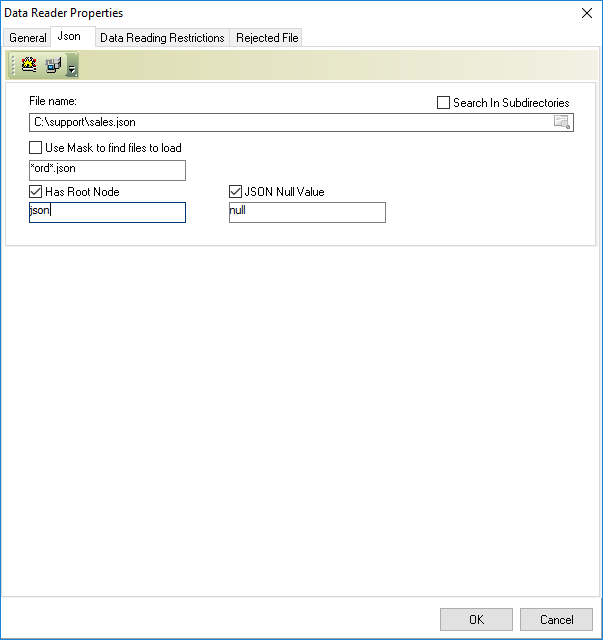 Data Reader Properties
General Json Data Reading Restrictions Rejected File
File name:
Search In Subdirectories
C:\support\sales.json
Use Mask to find files to load
*ord*.json
Has Root Node JSON Null Value
json null
OK Cancel